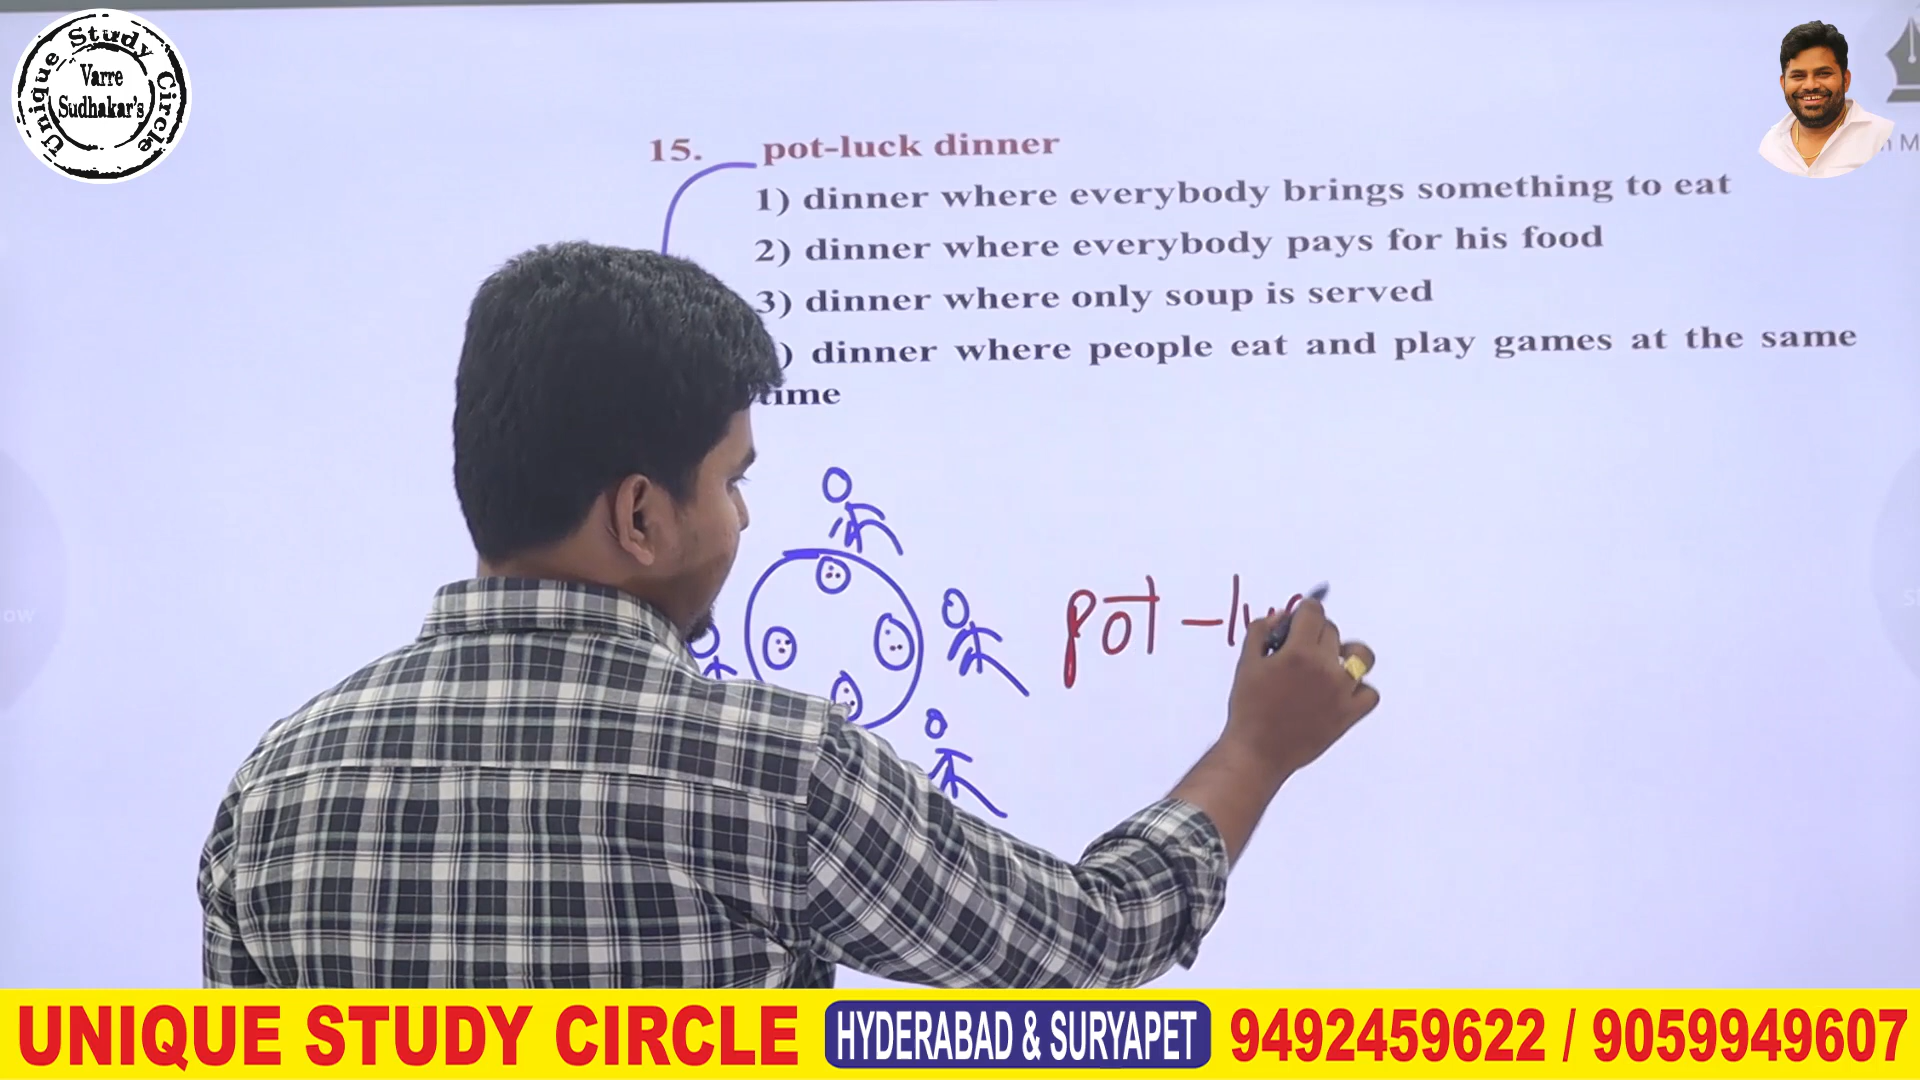 Unique Study Circle
Varre
Sudhakar's
15. pot-luck dinner
1) dinner where everybody brings something to eat
2) dinner where everybody pays for his food
3) dinner where only soup is served
) dinner where people eat and play games at the same
time
pot-lu
UNIQUE STUDY CIRCLE HYDERABAD & SURYAPET 9492459622 / 9059949607